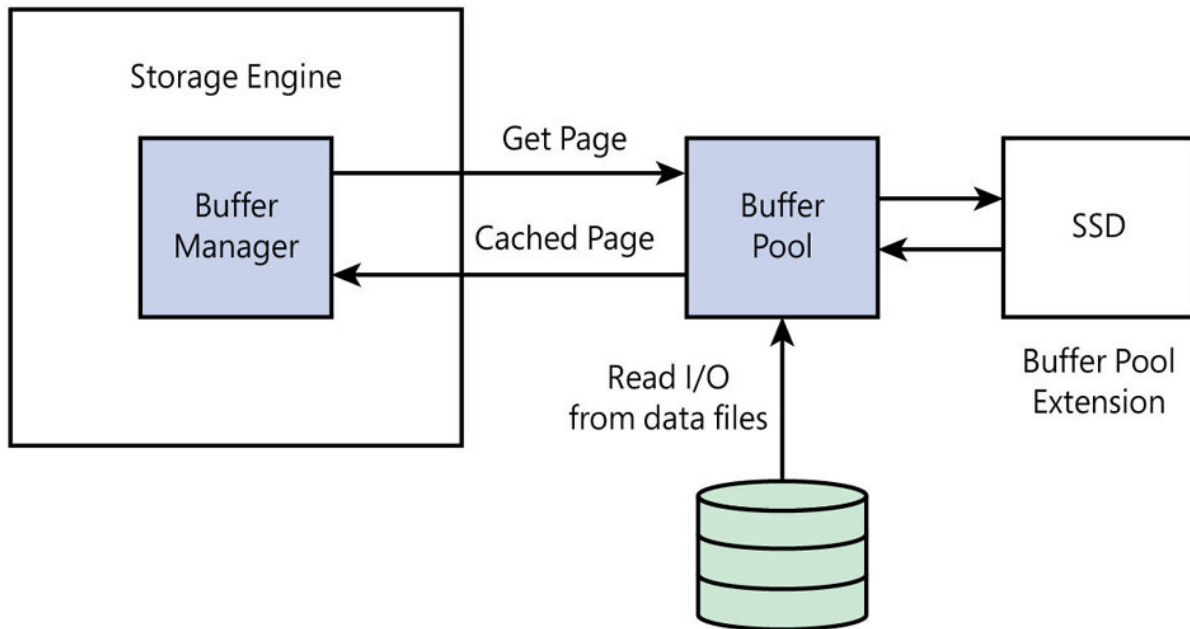 Storage Engine
Get Page
Buffer
Manager
Cached Page
Buffer
Pool
SSD
Read I/O
from data files
Buffer Pool
Extension